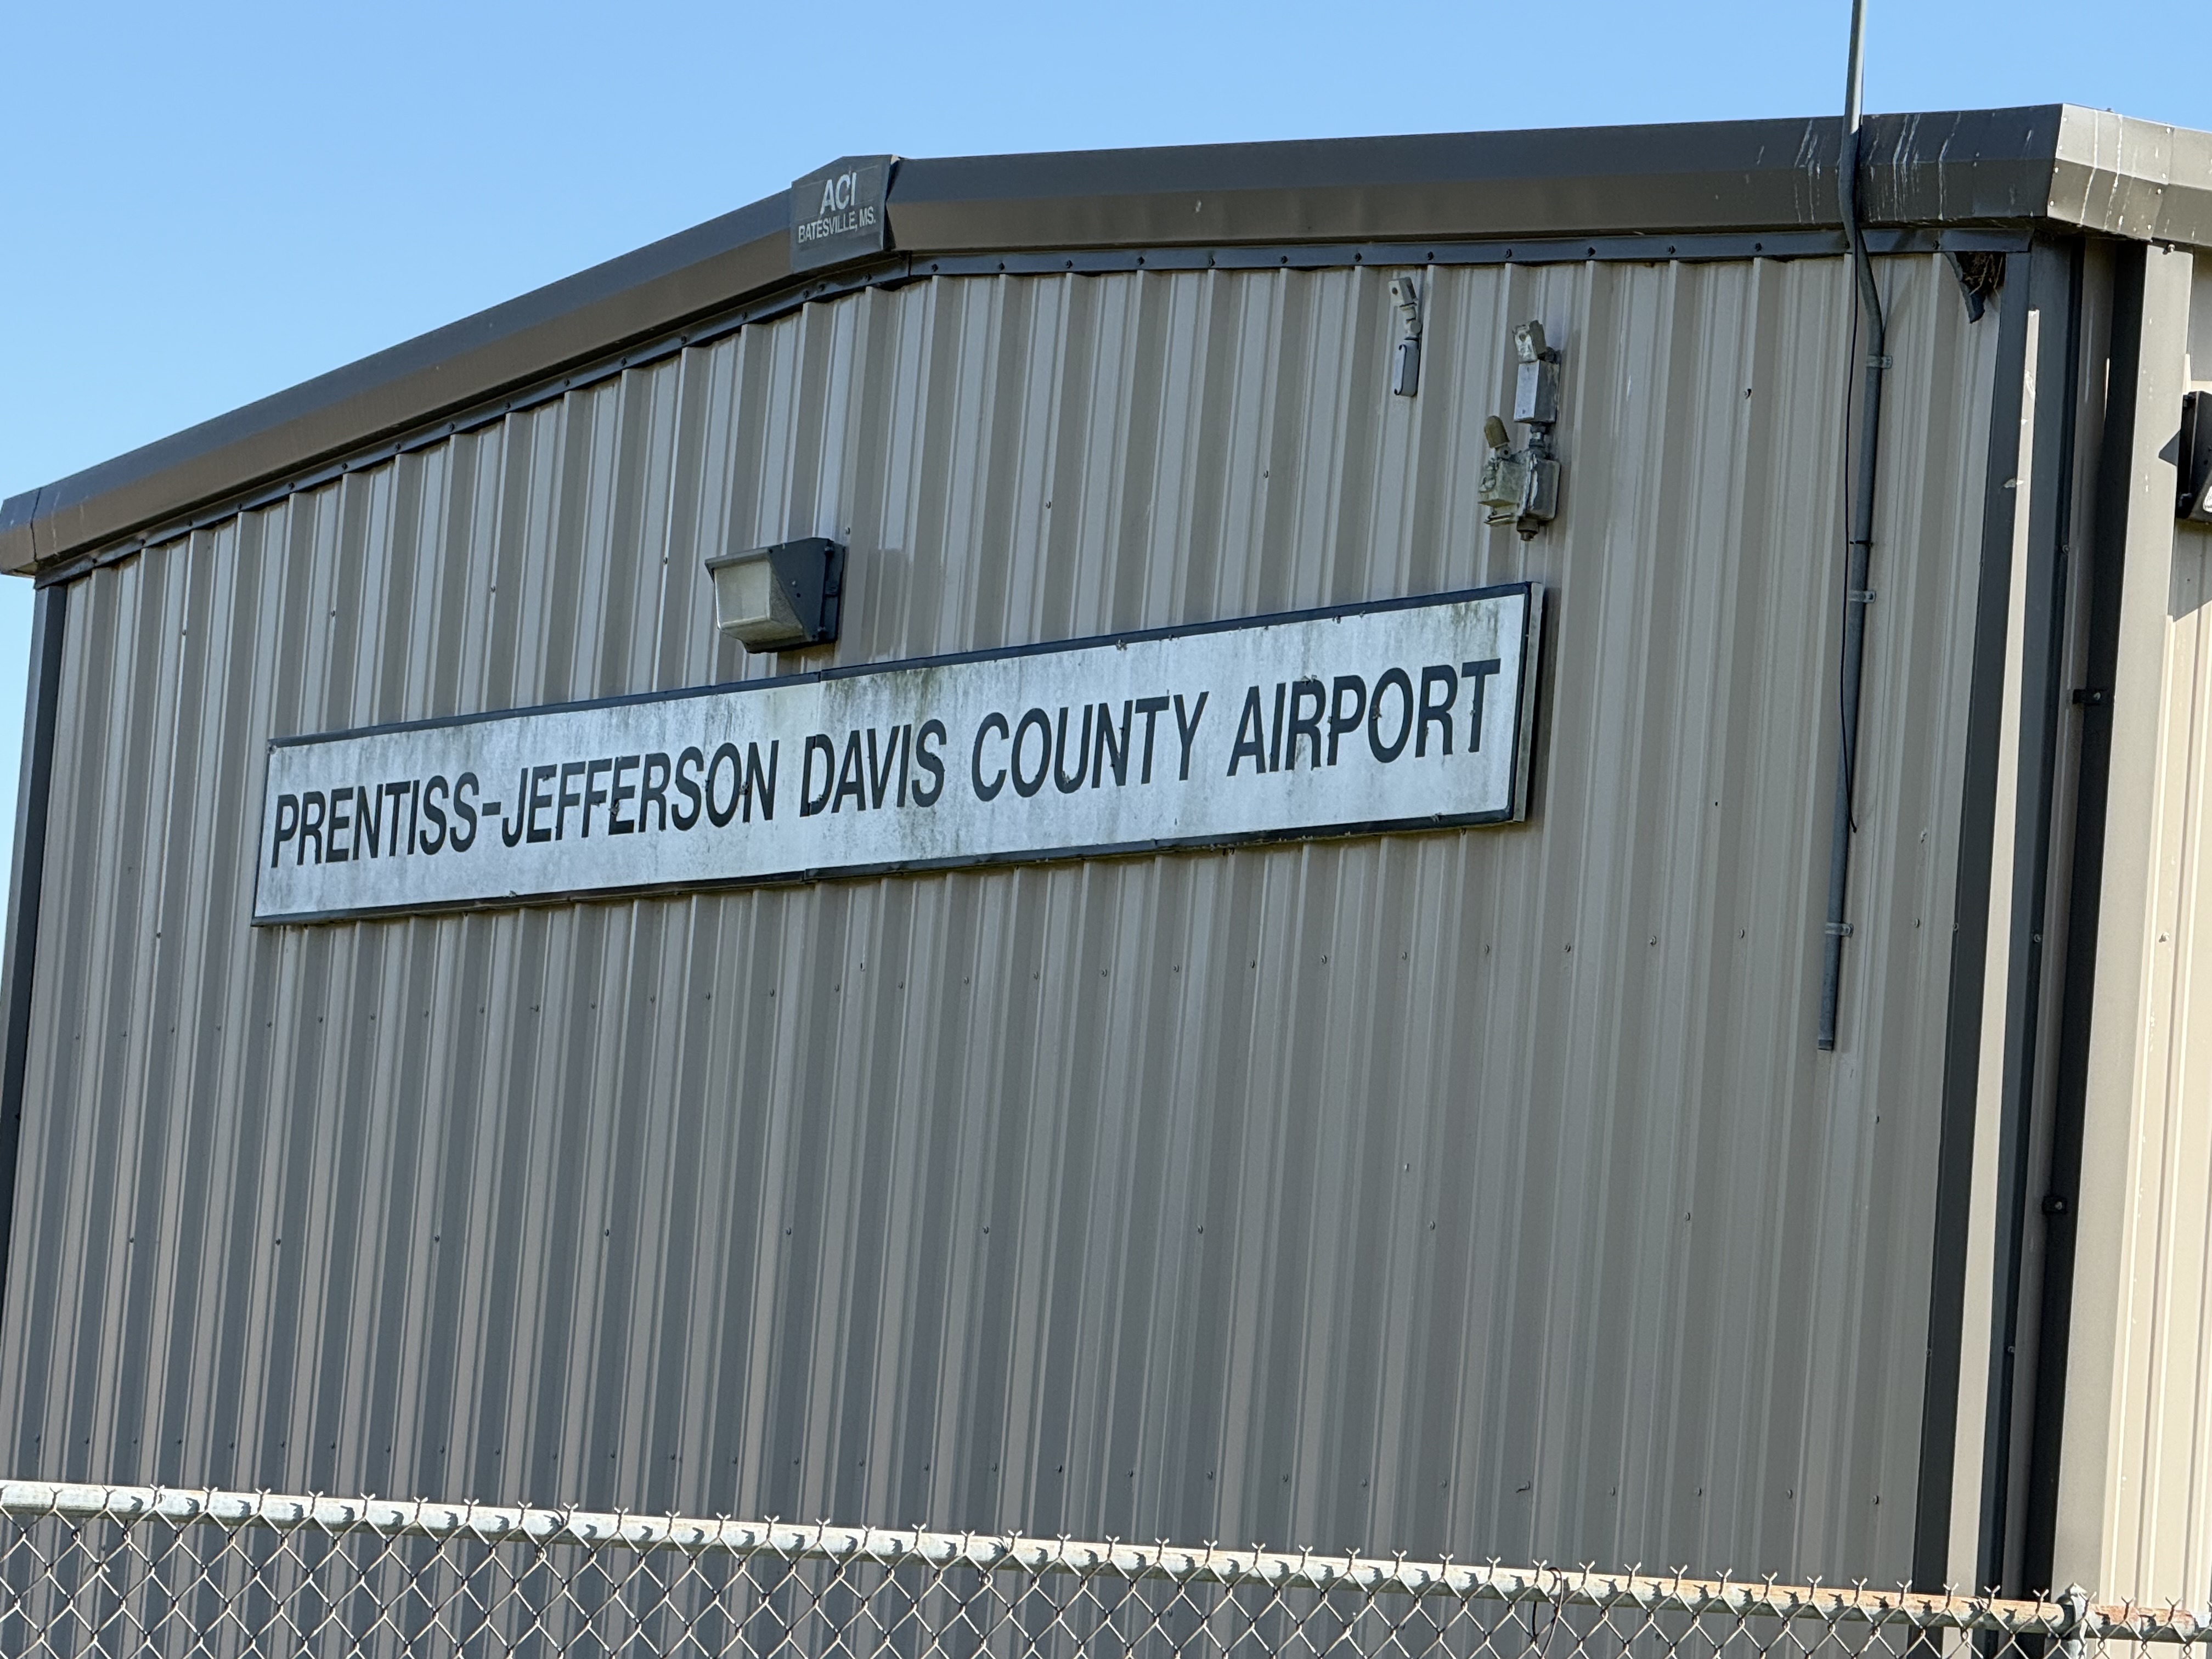 ACI
BATESVILLE, MS.
PRENTISS-JEFFERSON DAVIS COUNTY AIRPORT